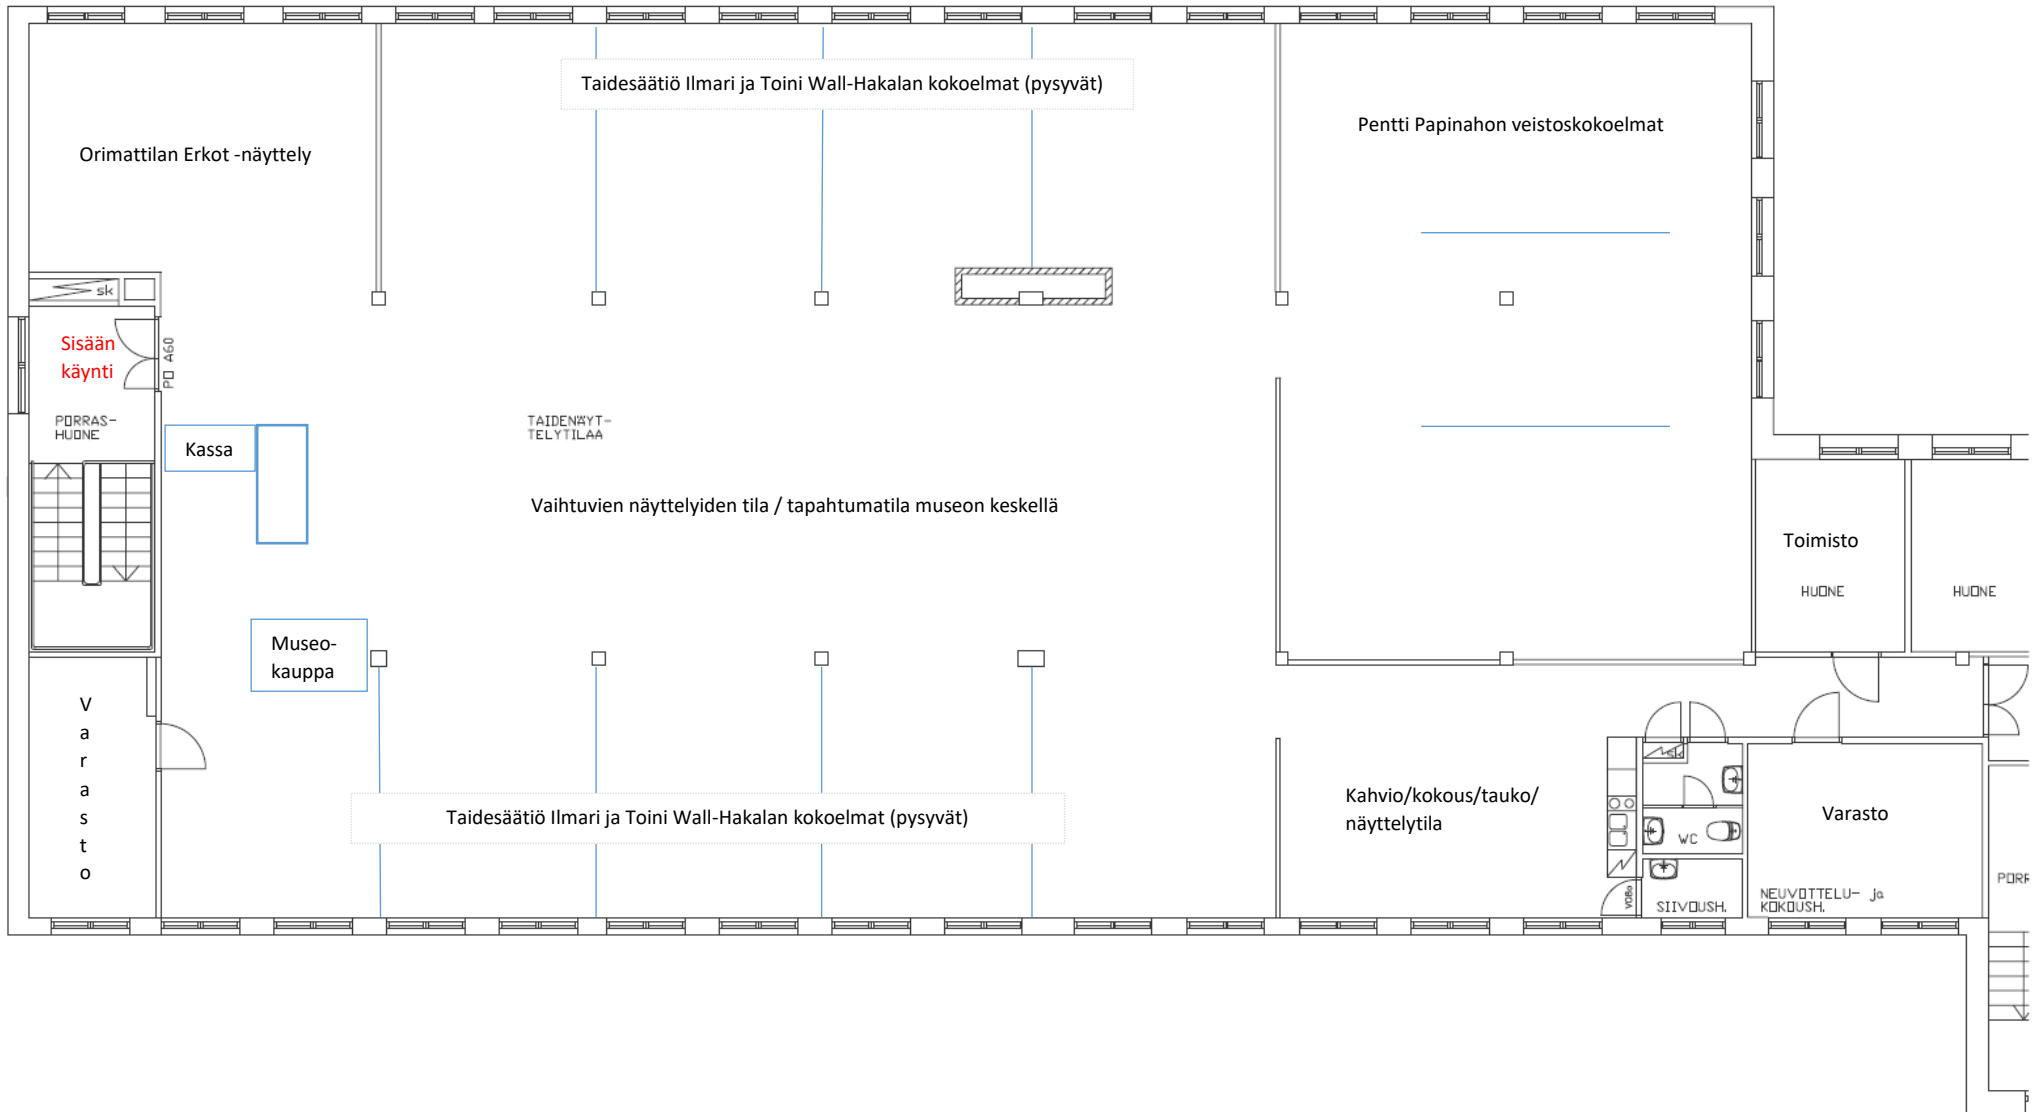 Taidesäätiö Ilmari ja Toini Wall-Hakalan kokoelmat (pysyvät)
Pentti Papinahon veistoskokoelmat
Orimattilan Erkot -näyttely
sk
Sisään
käynti
PO A60
PORRAS-
HUONE
Kassa
TAIDENÄYT-
TELYTILAA
Vaihtuvien näyttelyiden tila / tapahtumatila museon keskellä
Toimisto
HUONE
HUONE
Museo-
kauppa
V
a
r
a
s
t
o
Taidesäätiö Ilmari ja Toini Wall-Hakalan kokoelmat (pysyvät)
Kahvio/kokous/tauko/
näyttelytila
sk
WC
Varasto
SIIVOUSH.
NEUVOTTELU- ja
KOKOUSH.
PORR